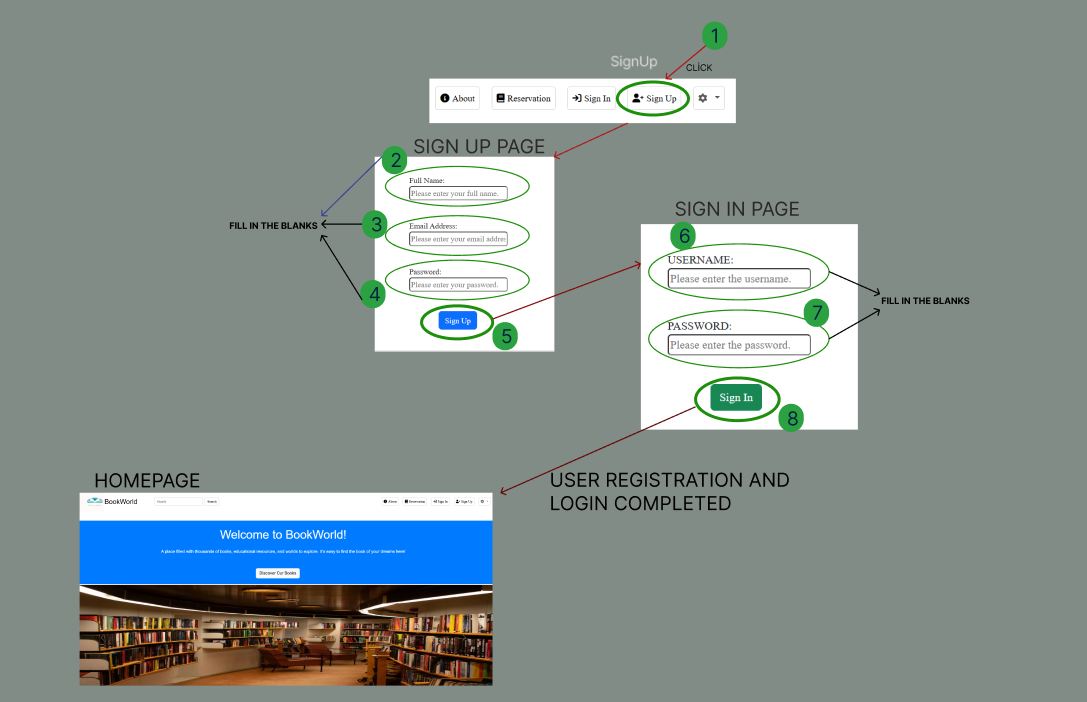 1
SignUp
CLİCK
About
Reservation
Sign In
Sign Up
SIGN UP PAGE
2
Full Name:
Please enter your full name.
3
FILL IN THE BLANKS
Email Address:
Please enter your email addre
4
Password:
Please enter your password.
Sign Up
5
SIGN IN PAGE
6
USERNAME:
Please enter the username.
FILL IN THE BLANKS
7
PASSWORD:
Please enter the password.
Sign In
8
HOMEPAGE
USER REGISTRATION AND
LOGIN COMPLETED
BookWorld
Search
Search
About
Reservation
Sign In
Sign Up
Welcome to BookWorld!
A place filled with thousands of books, educational resources, and worlds to explore. It's easy to find the book of your dreams here!
Discover Our Books